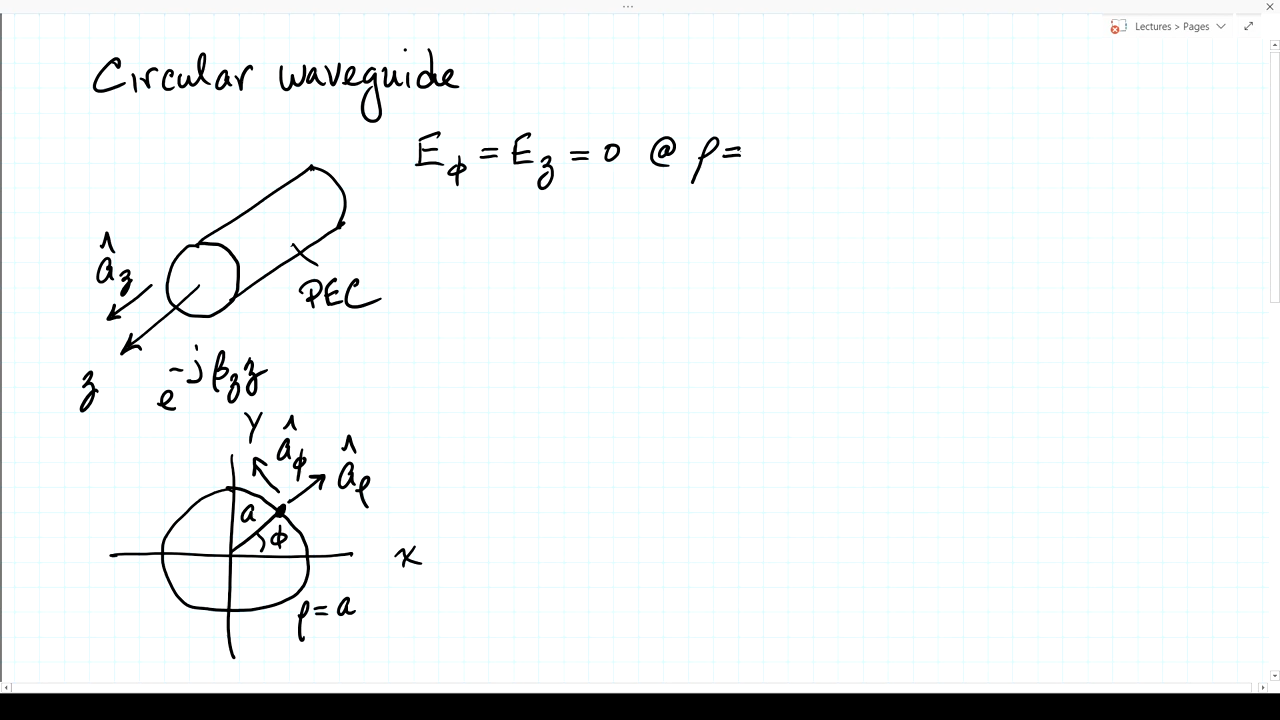 Lectures > Pages
Circular waveguide
E_ϕ = E_z = 0 @ ρ =
â_z
PEC
z
e^{-jβ_z z}
y
â_ϕ
â_ρ
a
ϕ
x
ρ = a